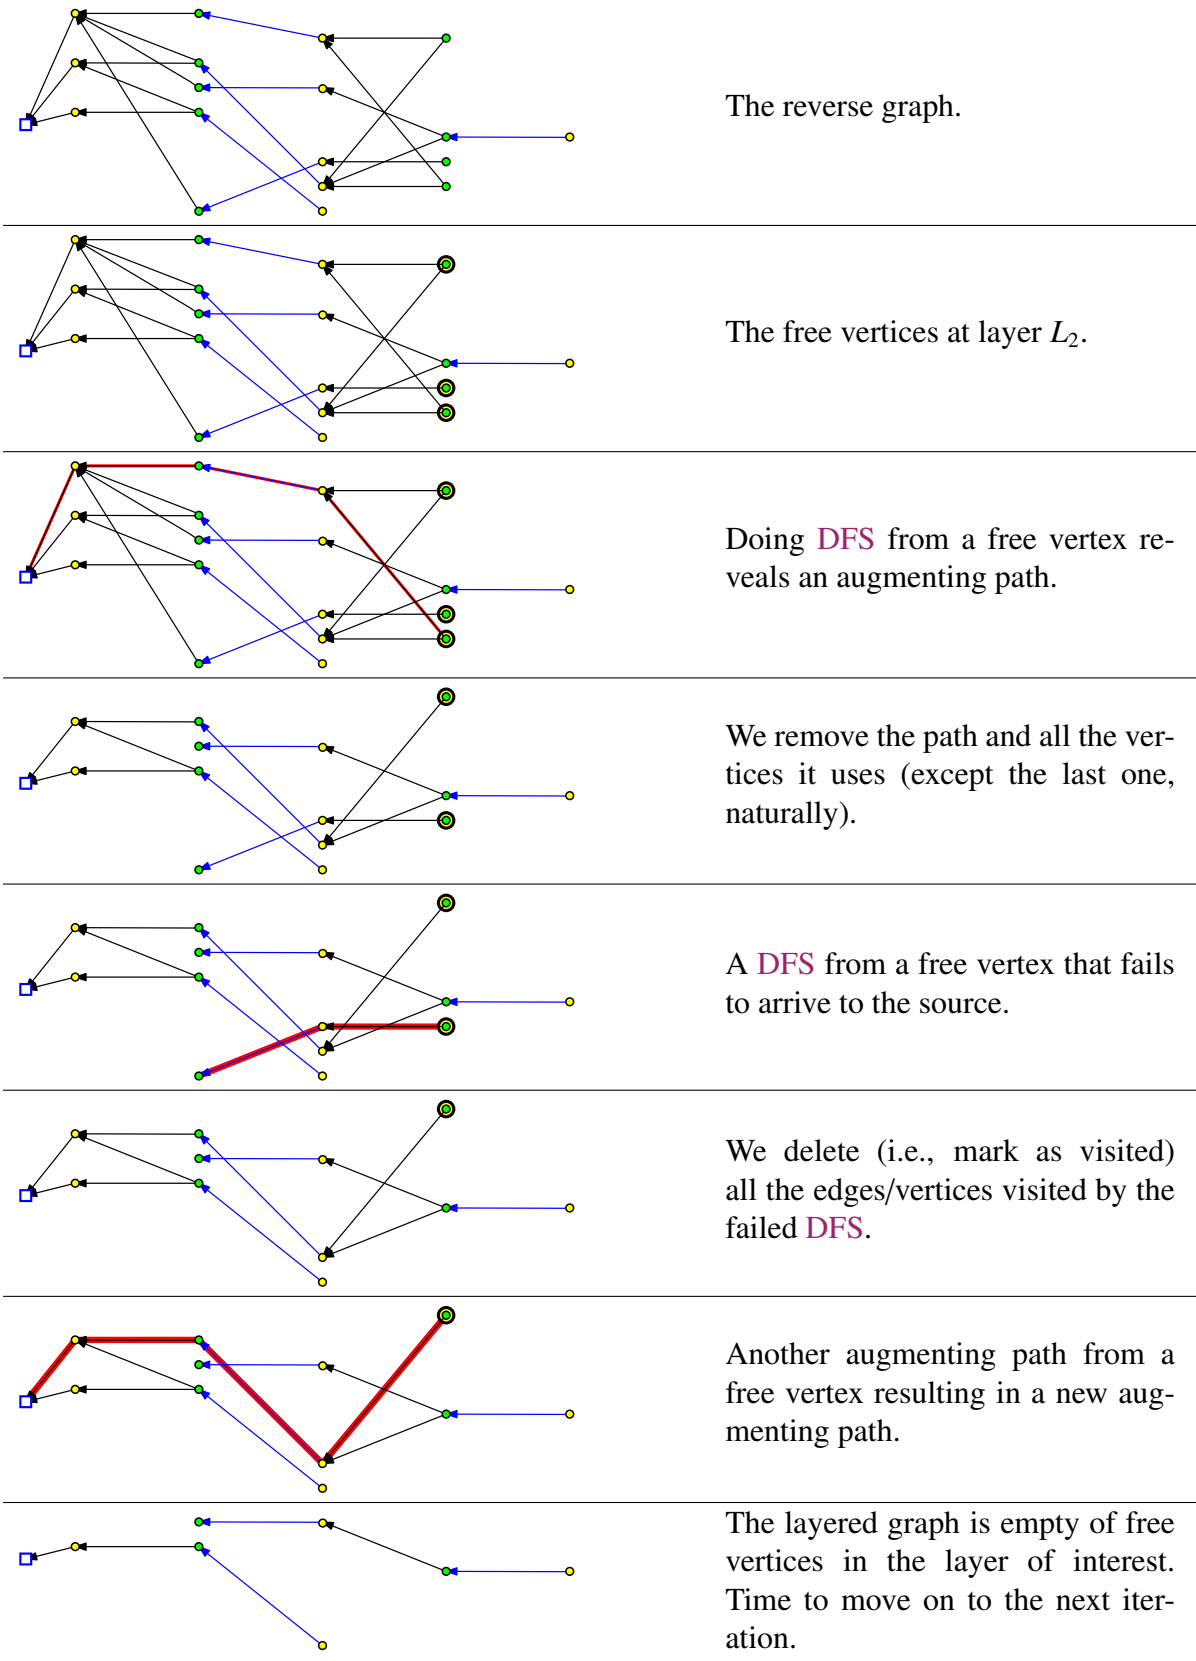 The reverse graph.
The free vertices at layer L2.
Doing DFS from a free vertex re-
veals an augmenting path.
We remove the path and all the ver-
tices it uses (except the last one,
naturally).
A DFS from a free vertex that fails
to arrive to the source.
We delete (i.e., mark as visited)
all the edges/vertices visited by the
failed DFS.
Another augmenting path from a
free vertex resulting in a new aug-
menting path.
The layered graph is empty of free
vertices in the layer of interest.
Time to move on to the next iter-
ation.